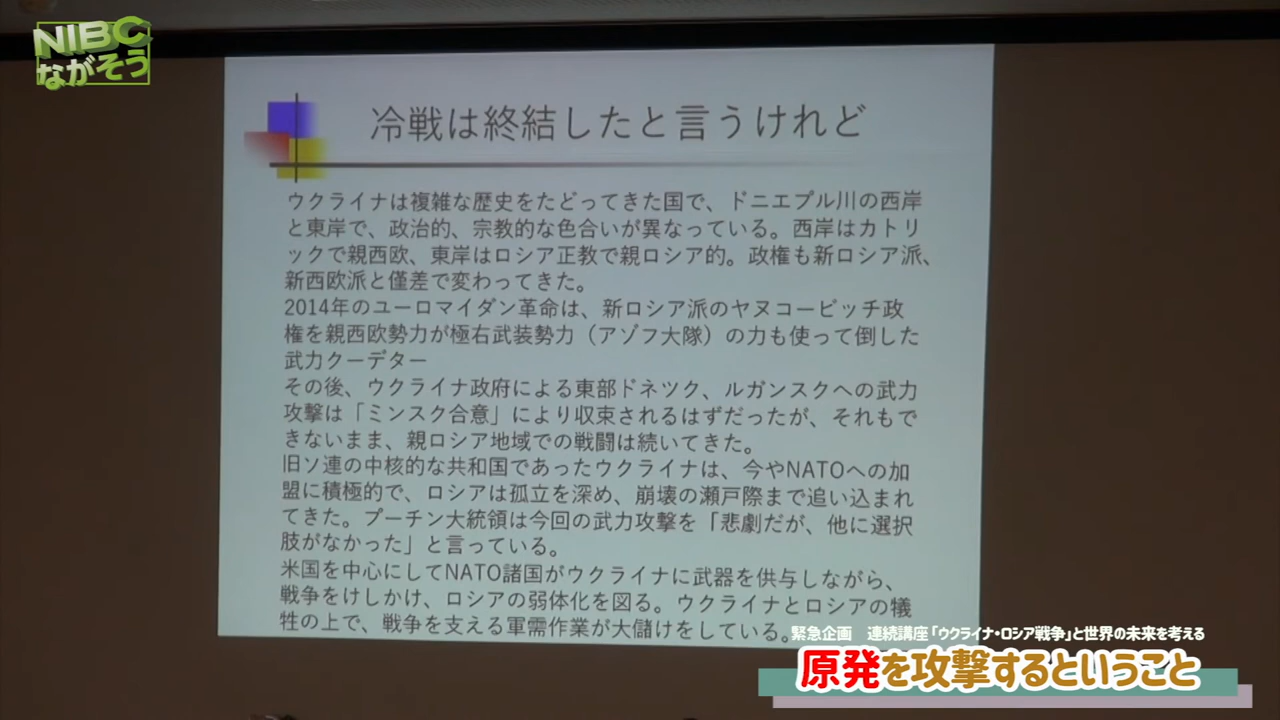 NIBC
ながそう
冷戦は終結したと言うけれど
ウクライナは複雑な歴史をたどってきた国で、ドニエプル川の西岸
と東岸で、政治的、宗教的な色合いが異なっている。西岸はカトリ
ックで親西欧、東岸はロシア正教で親ロシア的。政権も新ロシア派、
新西欧派と僅差で変わってきた。
2014年のユーロマイダン革命は、新ロシア派のヤヌコービッチ政
権を親西欧勢力が極右武装勢力（アゾフ大隊）の力も使って倒した
武力クーデター
その後、ウクライナ政府による東部ドネツク、ルガンスクへの武力
攻撃は「ミンスク合意」により収束されるはずだったが、それもで
きないまま、親ロシア地域での戦闘は続いてきた。
旧ソ連の中核的な共和国であったウクライナは、今やNATOへの加
盟に積極的で、ロシアは孤立を深め、崩壊の瀬戸際まで追い込まれ
てきた。プーチン大統領は今回の武力攻撃を「悲劇だが、他に選択
肢がなかった」と言っている。
米国を中心にしてNATO諸国がウクライナに武器を供与しながら、
戦争をけしかけ、ロシアの弱体化を図る。ウクライナとロシアの犠
牲の上で、戦争を支える軍需作業が大儲けをしている。
緊急企画　連続講座「ウクライナ・ロシア戦争」と世界の未来を考える
原発を攻撃するということ